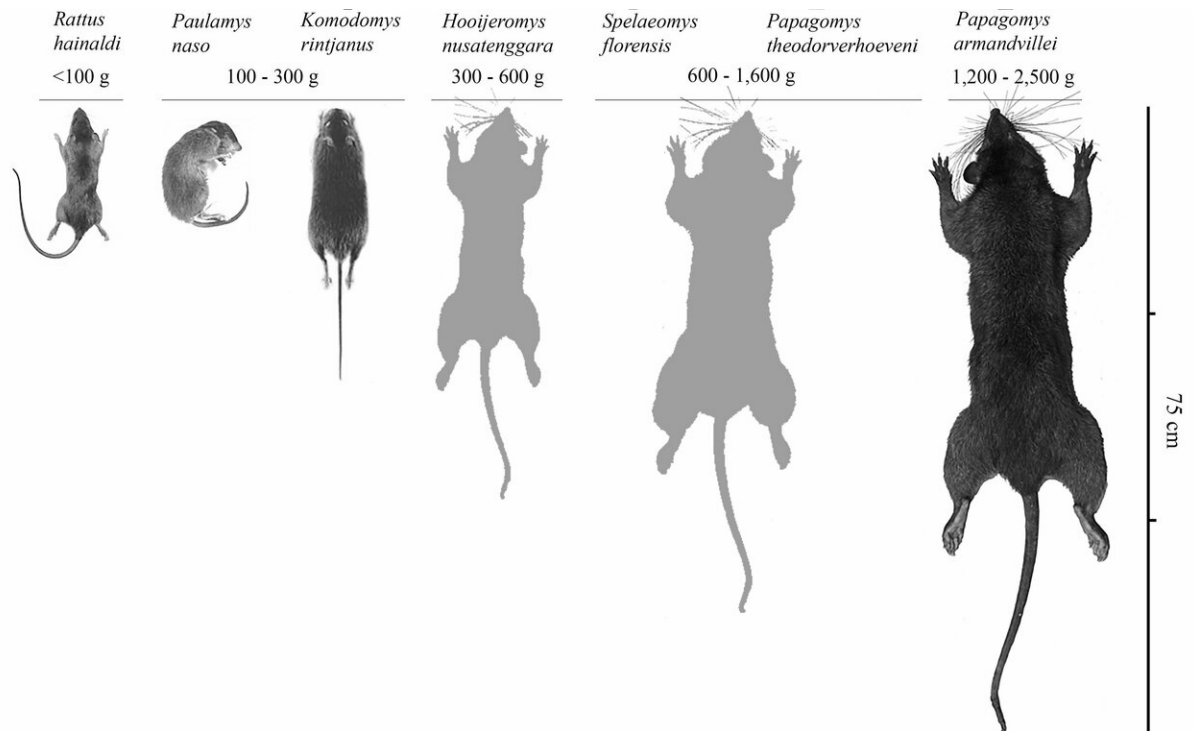 Rattus
hainaldi
<100 g
Paulamys
naso
Komodomys
rintjanus
100 - 300 g
Hooijeromys
nusatenggara
300 - 600 g
Spelaeomys
florensis
Papagomys
theodorverhoeveni
600 - 1,600 g
Papagomys
armandvillei
1,200 - 2,500 g
75 cm